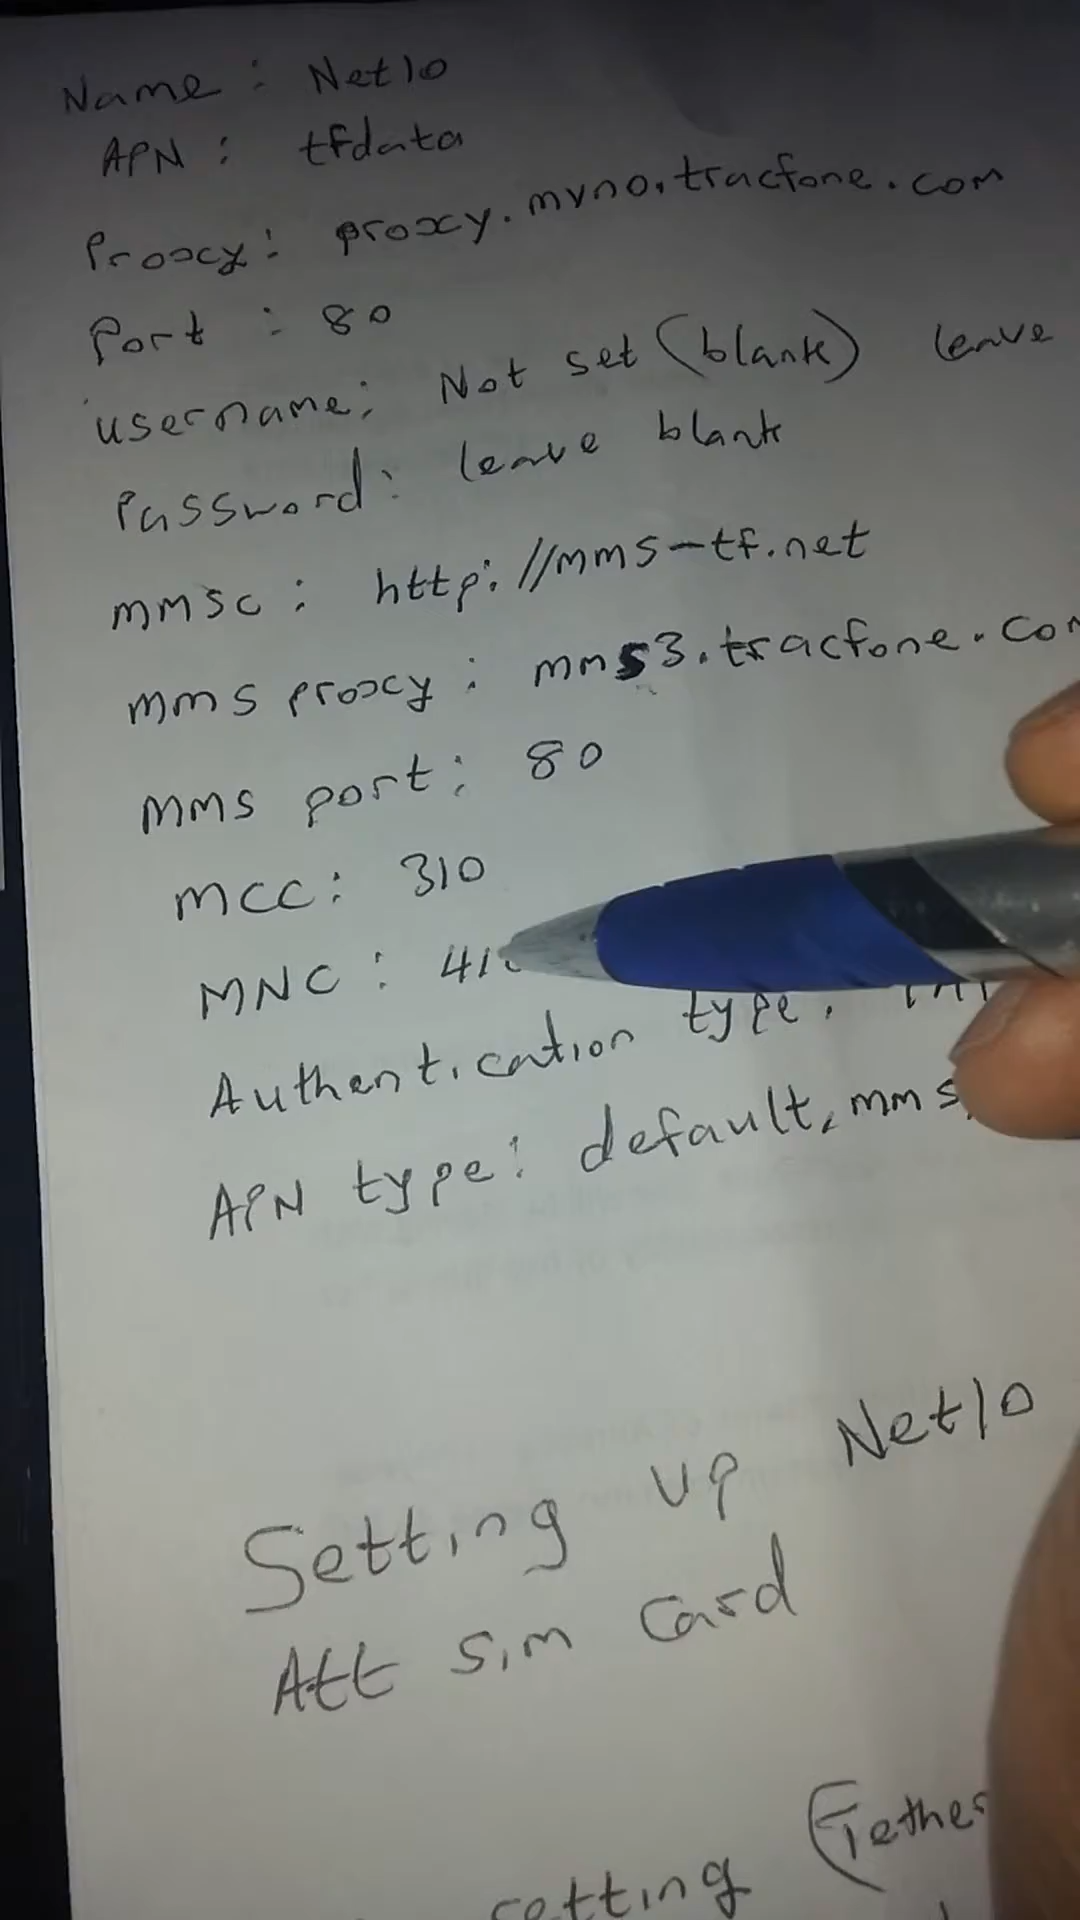 Name : Net10
APN : tfdata
Proxy: proxy.mvno.tracfone.com
Port : 80
username: Not set (blank) leave
Password: leave blank
mmsc : http://mms-tf.net
mms proxy : mms3.tracfone.co
mms port: 80
MCC: 310
MNC: 41
Authentication type:
APN type: default, mms,
Setting up Net10
Att sim card
setting (Tether